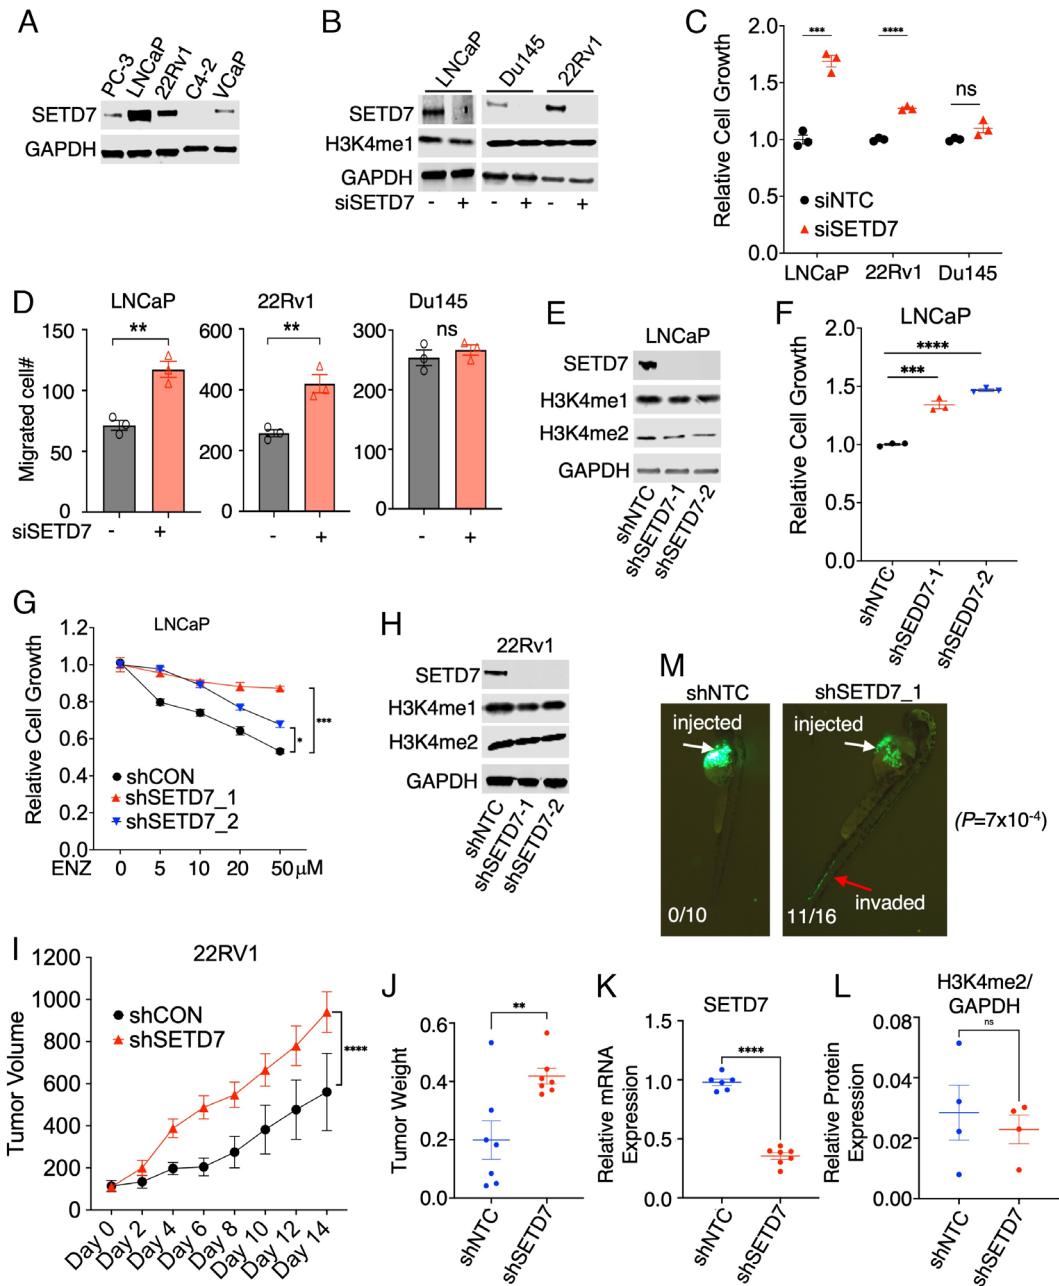 A
PC-3
LNCaP
22Rv1
C4-2
VCaP
SETD7
GAPDH
B
LNCaP
Du145
22Rv1
SETD7
H3K4me1
GAPDH
siSETD7 - + - + - +
C
Relative Cell Growth
2.0
1.5
1.0
0.5
0.0
*** **** ns
siNTC
siSETD7
LNCaP 22Rv1 Du145
D
LNCaP 22Rv1 Du145
Migrated cell#
150
100
50
0
**
600
400
200
0
**
300
200
100
0
ns
siSETD7 - + - + - +
E
LNCaP
SETD7
H3K4me1
H3K4me2
GAPDH
shNTC
shSETD7-1
shSETD7-2
F
LNCaP
Relative Cell Growth
2.0
1.5
1.0
0.5
0.0
****
***
shNTC
shSEDD7-1
shSEDD7-2
G
LNCaP
Relative Cell Growth
1.2
1.0
0.8
0.6
0.4
0.2
0.0
***
*
shCON
shSETD7_1
shSETD7_2
ENZ 0 5 10 20 50 μM
H
22Rv1
SETD7
H3K4me1
H3K4me2
GAPDH
shNTC
shSETD7-1
shSETD7-2
M
shNTC shSETD7_1
injected injected
invaded
0/10 11/16
(P=7x10-4)
I
22RV1
Tumor Volume
1200
1000
800
600
400
200
0
shCON
shSETD7
****
Day 0
Day 2
Day 4
Day 6
Day 8
Day 10
Day 12
Day 14
J
Tumor Weight
0.6
0.4
0.2
0.0
**
shNTC
shSETD7
K
SETD7
Relative mRNA
Expression
1.5
1.0
0.5
0.0
****
shNTC
shSETD7
L
H3K4me2/
GAPDH
Relative Protein
Expression
0.08
0.04
0.02
0.00
ns
shNTC
shSETD7